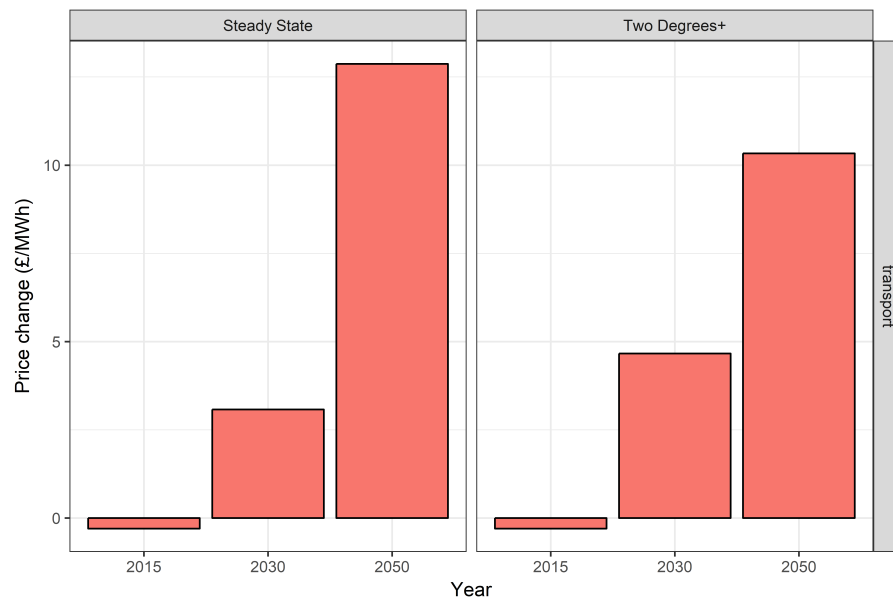 Steady State
Two Degrees+
Price change (£/MWh)
10
5
0
transport
2015
2030
2050
2015
2030
2050
Year